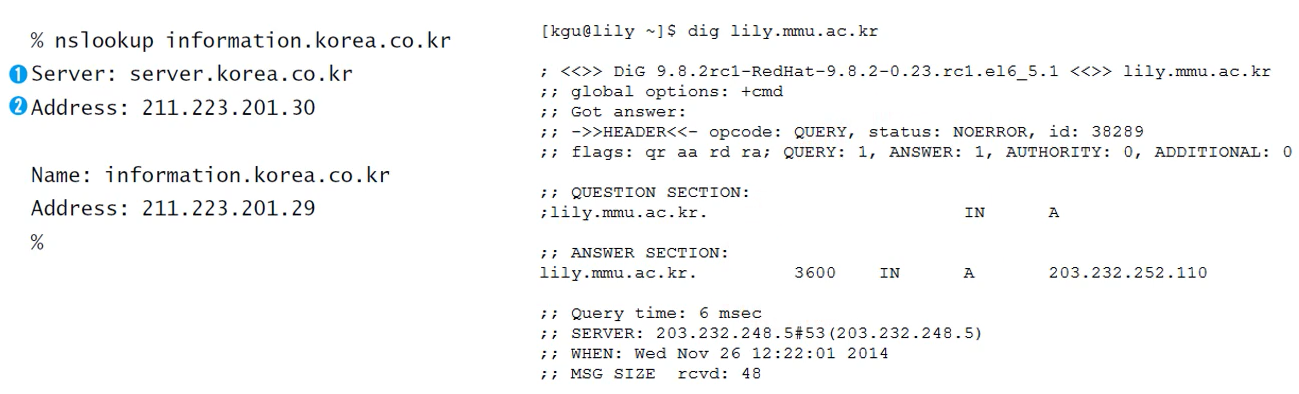 % nslookup information.korea.co.kr
❶Server: server.korea.co.kr
❷Address: 211.223.201.30
Name: information.korea.co.kr
Address: 211.223.201.29
%
[kgu@lily ~]$ dig lily.mmu.ac.kr
; <<>> DiG 9.8.2rc1-RedHat-9.8.2-0.23.rc1.el6_5.1 <<>> lily.mmu.ac.kr
;; global options: +cmd
;; Got answer:
;; ->>HEADER<<- opcode: QUERY, status: NOERROR, id: 38289
;; flags: qr aa rd ra; QUERY: 1, ANSWER: 1, AUTHORITY: 0, ADDITIONAL: 0
;; QUESTION SECTION:
;lily.mmu.ac.kr. IN A
;; ANSWER SECTION:
lily.mmu.ac.kr. 3600 IN A 203.232.252.110
;; Query time: 6 msec
;; SERVER: 203.232.248.5#53(203.232.248.5)
;; WHEN: Wed Nov 26 12:22:01 2014
;; MSG SIZE rcvd: 48